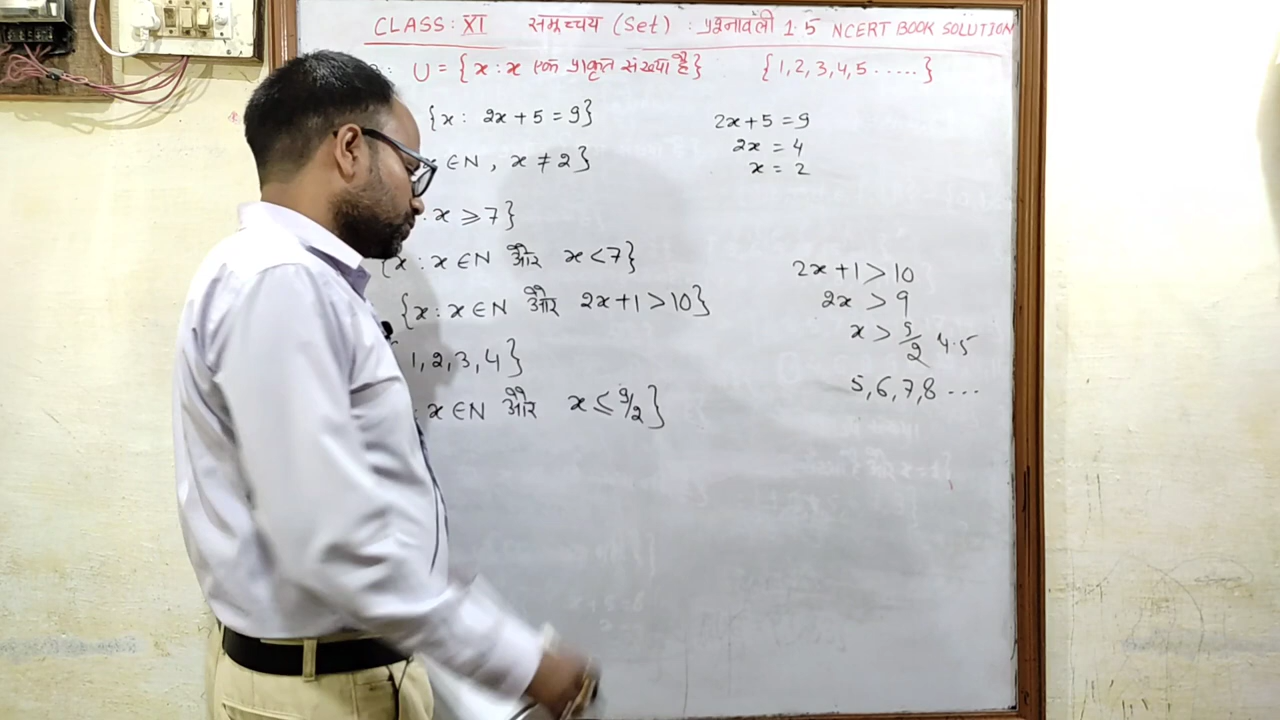 CLASS: XI समुच्चय (Set) : प्रश्नावली 1.5 NCERT BOOK SOLUTION
U = {x : x एक प्राकृत संख्या है} {1,2,3,4,5 .....}
{x: 2x+5=9}
2x+5=9
2x = 4
x = 2
∈N, x ≠ 2}
x ≥ 7}
{x : x ∈N और x<7}
{x : x ∈N और 2x+1>10}
2x+1>10
2x >9
x > 9/2 4.5
5,6,7,8 ...
1,2,3,4}
: x ∈N और x ≤ 9/2}